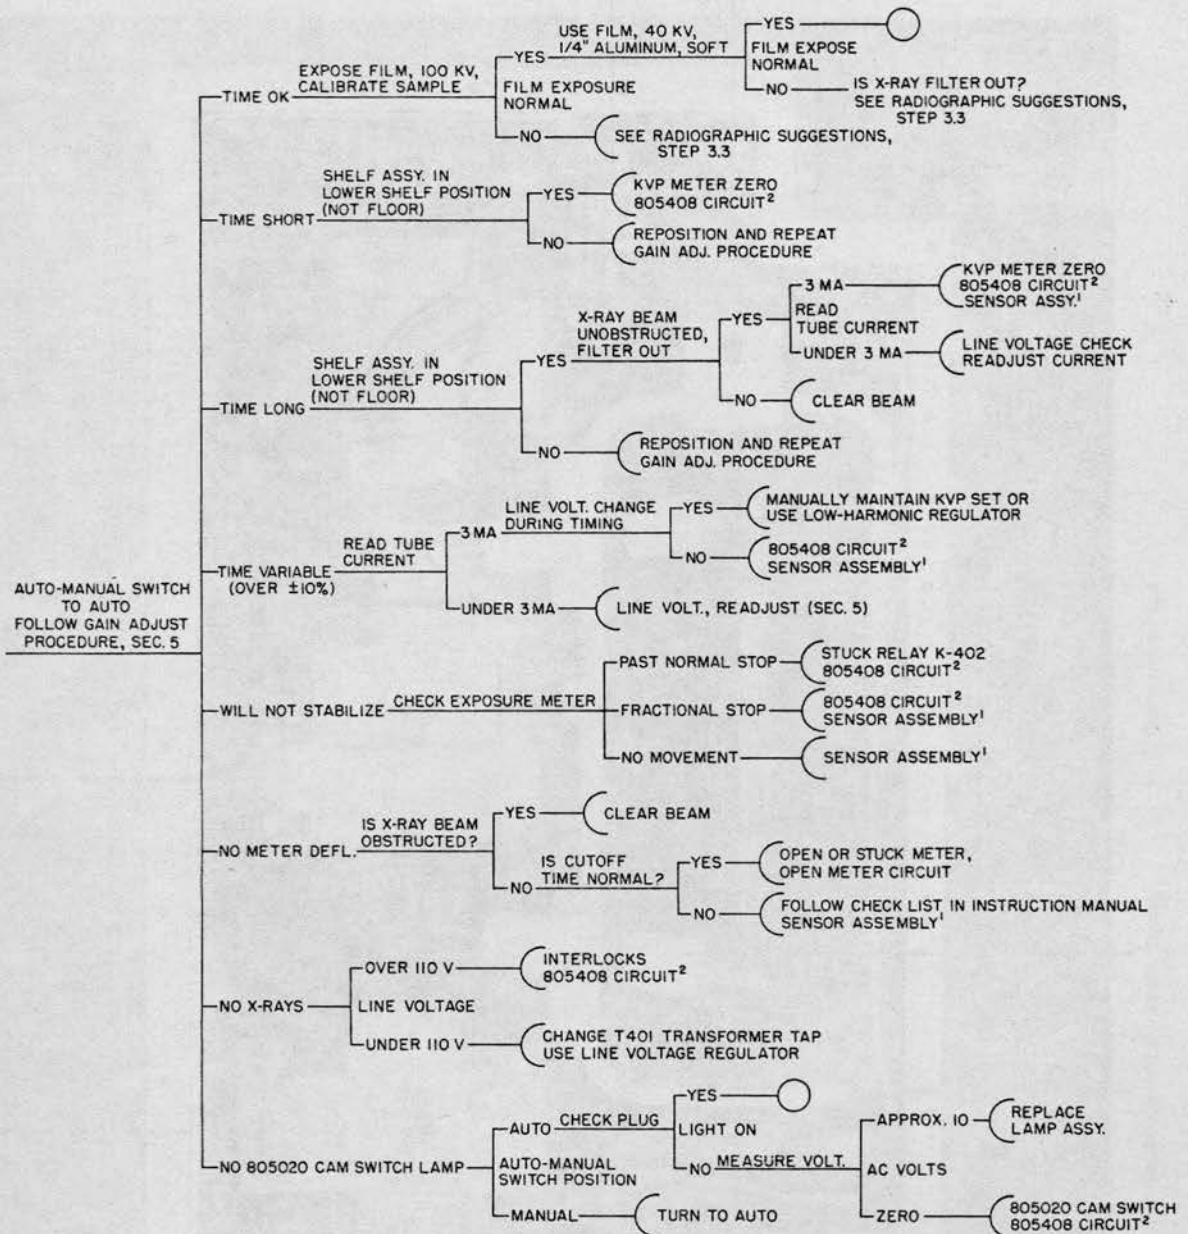 AUTO-MANUAL SWITCH
TO AUTO
FOLLOW GAIN ADJUST
PROCEDURE, SEC. 5
TIME OK
EXPOSE FILM, 100 KV,
CALIBRATE SAMPLE
YES
FILM EXPOSURE
NORMAL
NO
USE FILM, 40 KV,
1/4" ALUMINUM, SOFT
YES
FILM EXPOSE
NORMAL
NO
IS X-RAY FILTER OUT?
SEE RADIOGRAPHIC SUGGESTIONS,
STEP 3.3
SEE RADIOGRAPHIC SUGGESTIONS,
STEP 3.3
TIME SHORT
SHELF ASSY. IN
LOWER SHELF POSITION
(NOT FLOOR)
YES
KVP METER ZERO
805408 CIRCUIT²
NO
REPOSITION AND REPEAT
GAIN ADJ. PROCEDURE
TIME LONG
SHELF ASSY. IN
LOWER SHELF POSITION
(NOT FLOOR)
YES
X-RAY BEAM
UNOBSTRUCTED,
FILTER OUT
YES
3 MA
READ
TUBE CURRENT
UNDER 3 MA
KVP METER ZERO
805408 CIRCUIT²
SENSOR ASSY.¹
LINE VOLTAGE CHECK
READJUST CURRENT
NO
CLEAR BEAM
NO
REPOSITION AND REPEAT
GAIN ADJ. PROCEDURE
TIME VARIABLE
(OVER ±10%)
READ TUBE
CURRENT
3 MA
LINE VOLT. CHANGE
DURING TIMING
YES
MANUALLY MAINTAIN KVP SET OR
USE LOW-HARMONIC REGULATOR
NO
805408 CIRCUIT²
SENSOR ASSEMBLY¹
UNDER 3 MA
LINE VOLT., READJUST (SEC. 5)
WILL NOT STABILIZE
CHECK EXPOSURE METER
PAST NORMAL STOP
STUCK RELAY K-402
805408 CIRCUIT²
FRACTIONAL STOP
805408 CIRCUIT²
SENSOR ASSEMBLY¹
NO MOVEMENT
SENSOR ASSEMBLY¹
NO METER DEFL.
IS X-RAY BEAM
OBSTRUCTED?
YES
CLEAR BEAM
NO
IS CUTOFF
TIME NORMAL?
YES
OPEN OR STUCK METER,
OPEN METER CIRCUIT
NO
FOLLOW CHECK LIST IN INSTRUCTION MANUAL
SENSOR ASSEMBLY¹
NO X-RAYS
OVER 110 V
LINE VOLTAGE
UNDER 110 V
INTERLOCKS
805408 CIRCUIT²
CHANGE T401 TRANSFORMER TAP
USE LINE VOLTAGE REGULATOR
NO 805020 CAM SWITCH LAMP
AUTO
AUTO-MANUAL
SWITCH POSITION
MANUAL
CHECK PLUG
YES
LIGHT ON
NO
MEASURE VOLT.
APPROX. 10
AC VOLTS
ZERO
REPLACE
LAMP ASSY.
805020 CAM SWITCH
805408 CIRCUIT²
TURN TO AUTO